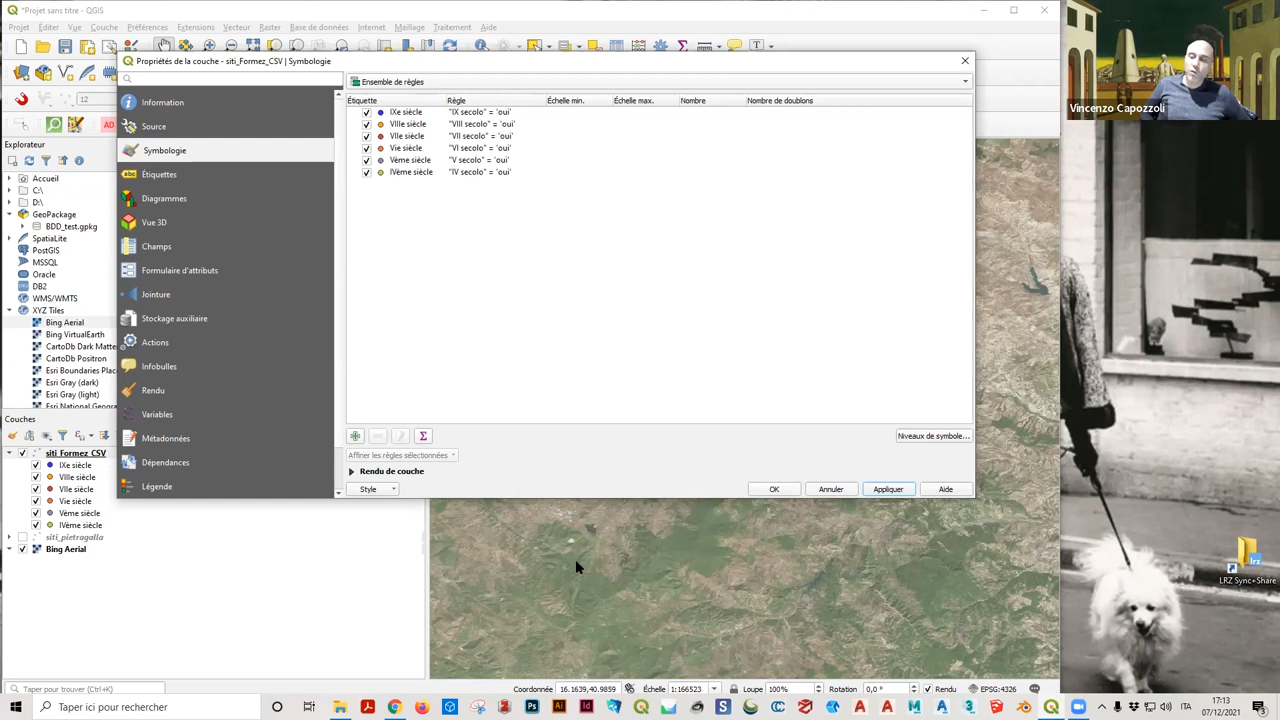 *Projet sans titre - QGIS
Projet Éditer Vue Couche Préférences Extensions Vecteur Raster Base de données Internet Maillage Traitement Aide
Propriétés de la couche - siti_Formez_CSV | Symbologie
Ensemble de règles
Étiquette Règle Échelle min. Échelle max. Nombre Nombre de doublons
IXe siècle "IX secolo" = 'oui'
VIIIe siècle "VIII secolo" = 'oui'
VIIe siècle "VII secolo" = 'oui'
Vie siècle "VI secolo" = 'oui'
Vème siècle "V secolo" = 'oui'
IVème siècle "IV secolo" = 'oui'
Information
Source
Symbologie
Étiquettes
Diagrammes
Vue 3D
Champs
Formulaire d'attributs
Jointure
Stockage auxiliaire
Actions
Infobulles
Rendu
Variables
Métadonnées
Dépendances
Légende
Niveaux de symbole...
Affiner les règles sélectionnées
Rendu de couche
Style OK Annuler Appliquer Aide
12
AD
Explorateur
Accueil
C:\
D:\
GeoPackage
BDD_test.gpkg
SpatiaLite
PostGIS
MSSQL
Oracle
DB2
WMS/WMTS
XYZ Tiles
Bing Aerial
Bing VirtualEarth
CartoDb Dark Matte
CartoDb Positron
Esri Boundaries Plac
Esri Gray (dark)
Esri Gray (light)
Esri National Geogra
Couches
siti_Formez_CSV
IXe siècle
VIIIe siècle
VIIe siècle
Vie siècle
Vème siècle
IVème siècle
siti_pietragalla
Bing Aerial
Taper pour trouver (Ctrl+K)
Coordonnée 16.1639,40.9859 Échelle 1:166523 Loupe 100% Rotation 0,0 ° Rendu EPSG:4326
Vincenzo Capozzoli
LRZ Sync+Share
lrz
Taper ici pour rechercher
ITA
17:13
07/12/2021